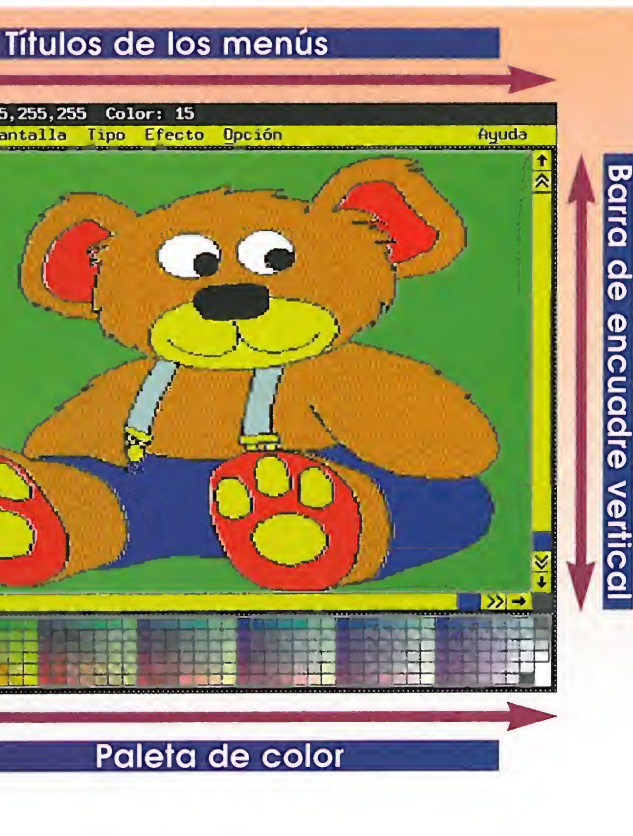 Títulos de los menús
5,255,255 Color: 15
antalla Tipo Efecto Opción Ayuda
Barra de encuadre vertical
Paleta de color